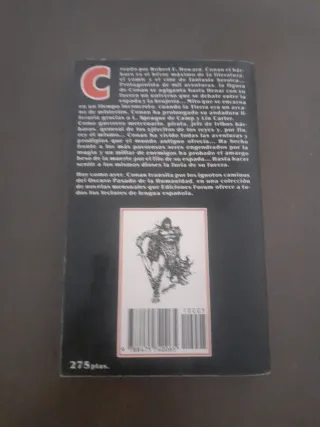 Creado por Robert E. Howard, Conan el bár-
baro es el héroe máximo de la literatura,
el comic y el cine de fantasía heroica...
Protagonista de mil aventuras, la figura
de Conan se agiganta hasta llenar con su
fuerza un universo que se debate entre la
espada y la brujería... Mito que se encarna
en un tiempo incierto, cuando la Tierra era un arca-
no de misterios, Conan ha prolongado su andadura li-
teraria gracias a L. Sprague de Camp y Lin Carter.
Como guerrero mercenario, pirata, jefe de tribus bár-
baras, general de los ejércitos de los reyes y, por fin,
rey él mismo... Conan ha vivido todas las aventuras y
prodigios que el mundo antiguo ofrecía... Ha hecho
frente a los más pavorosos seres engendrados por la
magia y un millar de enemigos ha probado el amargo
beso de la muerte por el filo de su espada... Hasta hacer
sentir a los mismos dioses la furia de su fuerza.
Hoy como ayer, Conan transita por los ignotos caminos
del Oscuro Pasado de la Humanidad, en una colección
de novelas mensuales que Ediciones Forum ofrece a to-
dos los lectores de lengua española.
275 ptas.